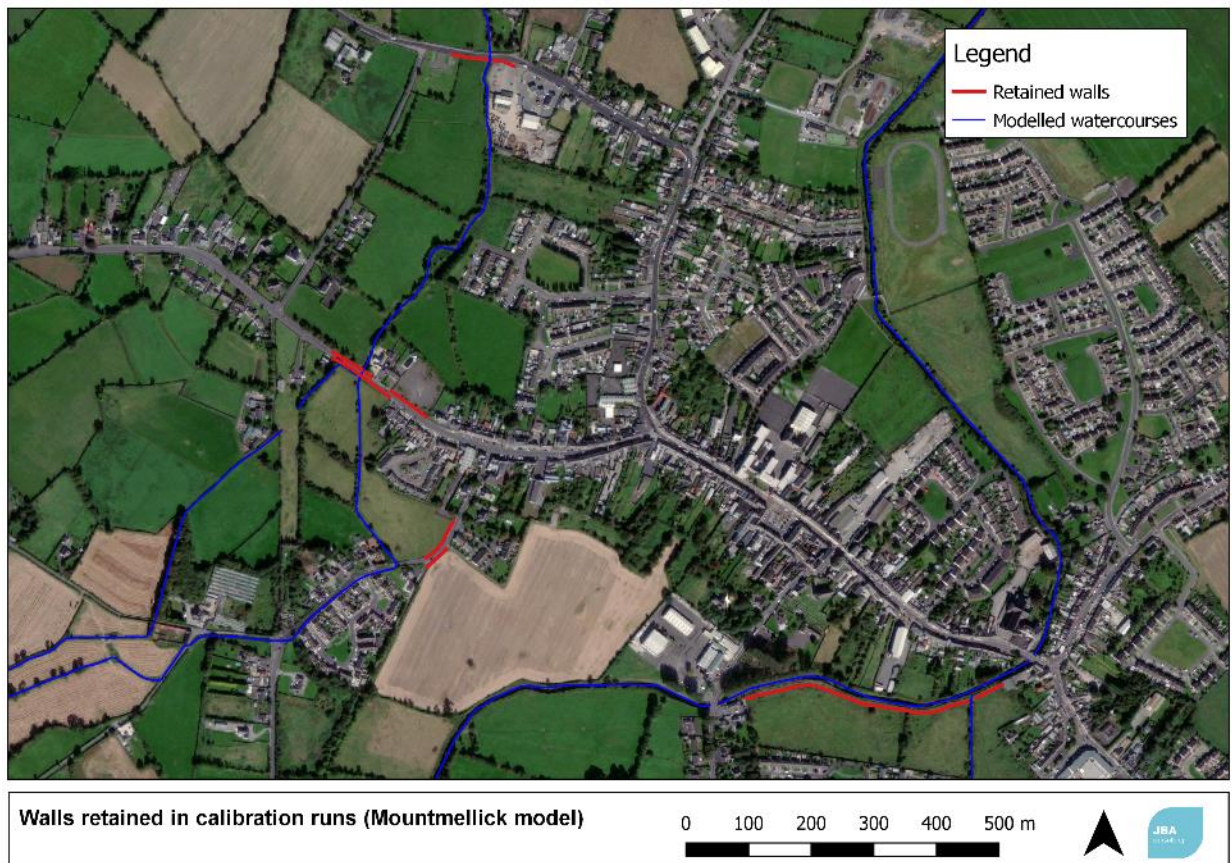 Legend
Retained walls
Modelled watercourses
Walls retained in calibration runs (Mountmellick model)
0 100 200 300 400 500 m
JBA
consulting